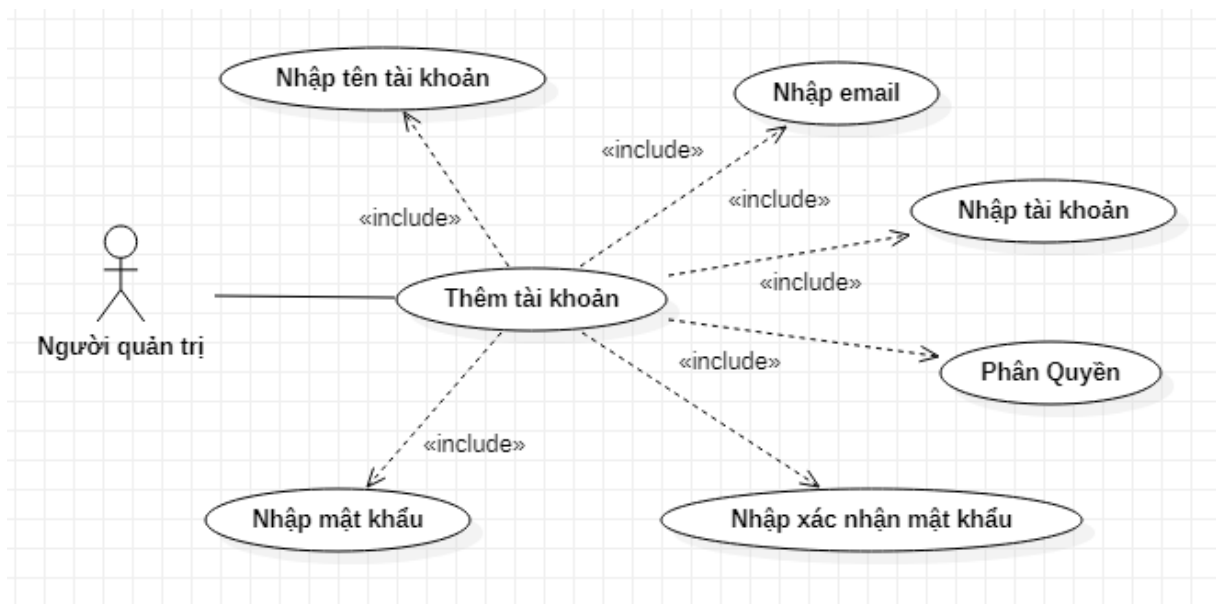 Nhập tên tài khoản
Nhập email
«include»
«include»
Nhập tài khoản
«include»
«include»
Thêm tài khoản
Người quản trị
«include»
Phân Quyền
«include»
Nhập mật khẩu
Nhập xác nhận mật khẩu